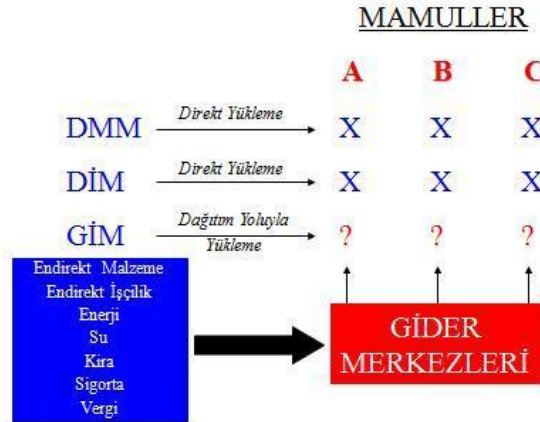 MAMULLER
A B C
DMM Direkt Yükleme X X X
DİM Direkt Yükleme X X X
GİM Dağıtım Yoluyla Yükleme ? ? ?
Endirekt Malzeme
Endirekt İşçilik
Enerji
Su
Kira
Sigorta
Vergi
GİDER
MERKEZLERİ